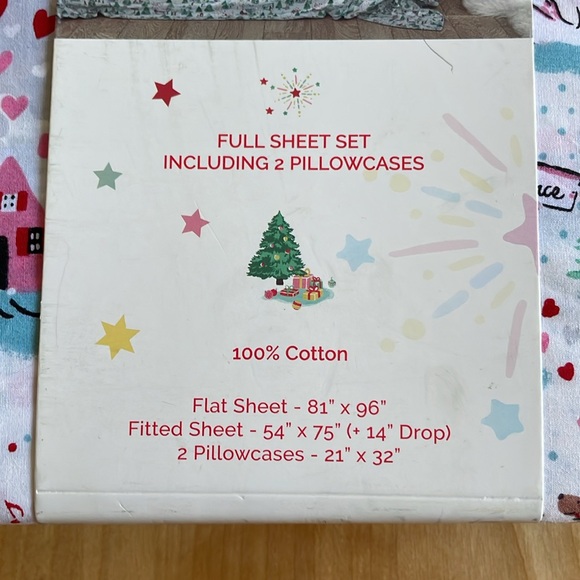 FULL SHEET SET
INCLUDING 2 PILLOWCASES
100% Cotton
Flat Sheet - 81” x 96”
Fitted Sheet - 54” x 75” (+ 14” Drop)
2 Pillowcases - 21” x 32”